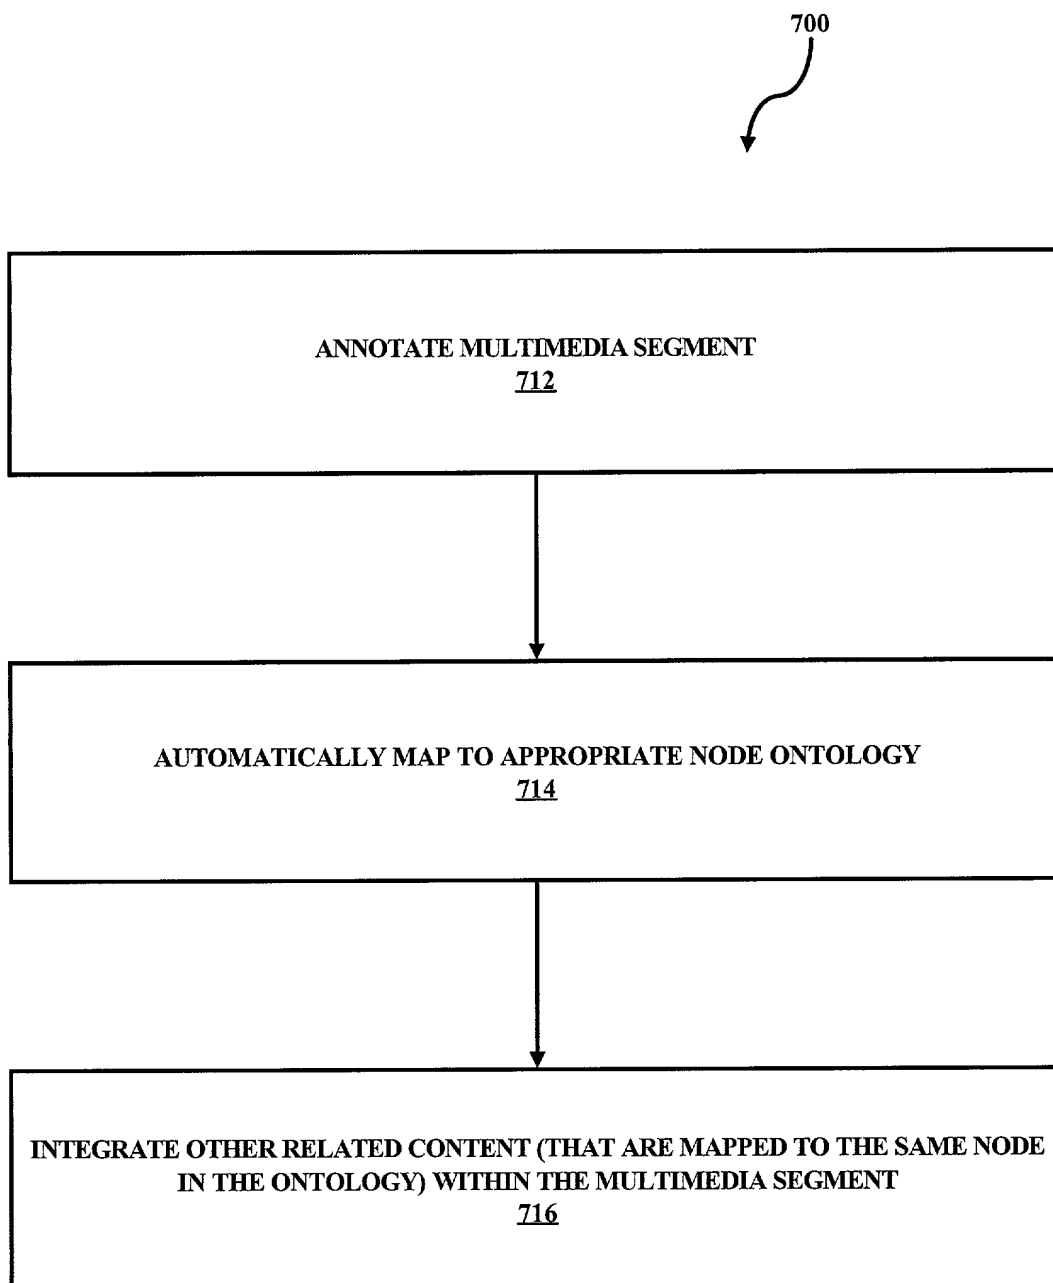 700
ANNOTATE MULTIMEDIA SEGMENT
712
AUTOMATICALLY MAP TO APPROPRIATE NODE ONTOLOGY
714
INTEGRATE OTHER RELATED CONTENT (THAT ARE MAPPED TO THE SAME NODE
IN THE ONTOLOGY) WITHIN THE MULTIMEDIA SEGMENT
716